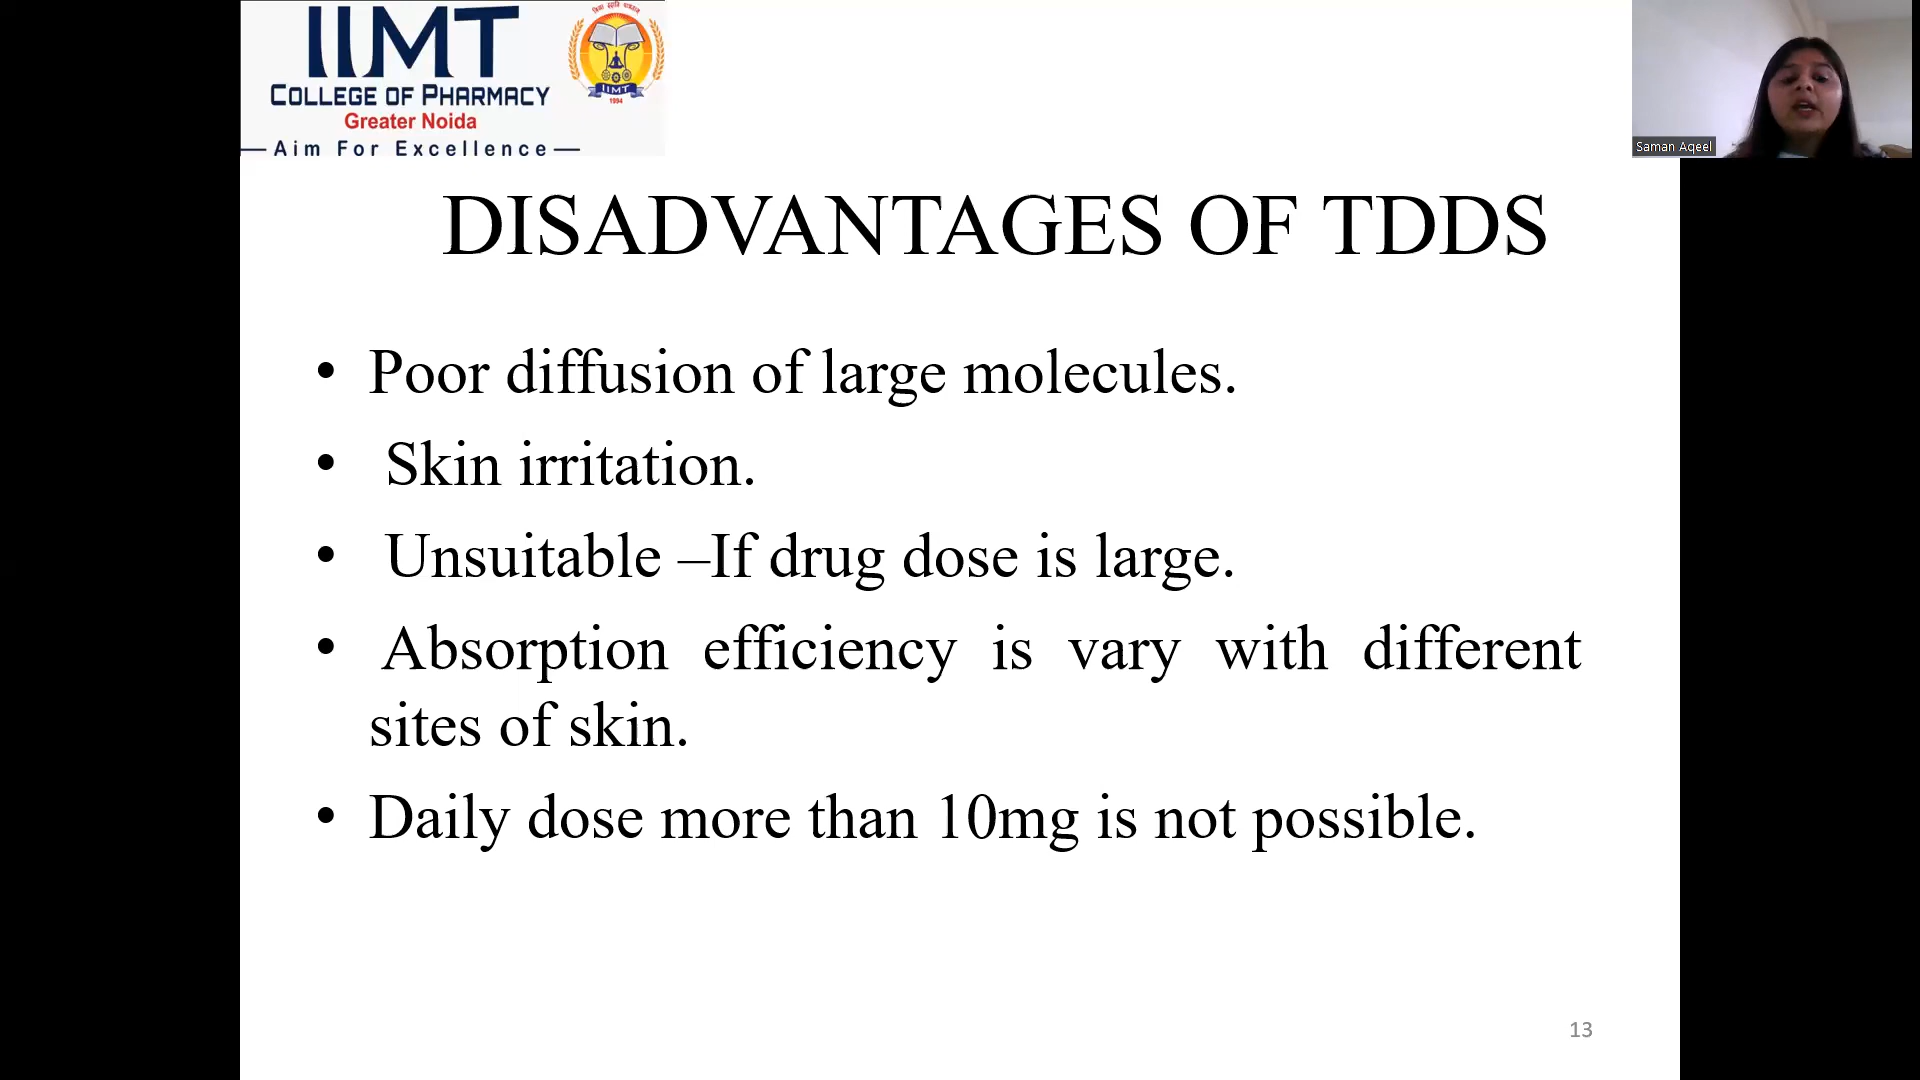 IIMT
COLLEGE OF PHARMACY
Greater Noida
Aim For Excellence
IIMT
1994
Saman Aqeel
DISADVANTAGES OF TDDS
• Poor diffusion of large molecules.
• Skin irritation.
• Unsuitable –If drug dose is large.
• Absorption efficiency is vary with different
sites of skin.
• Daily dose more than 10mg is not possible.
13